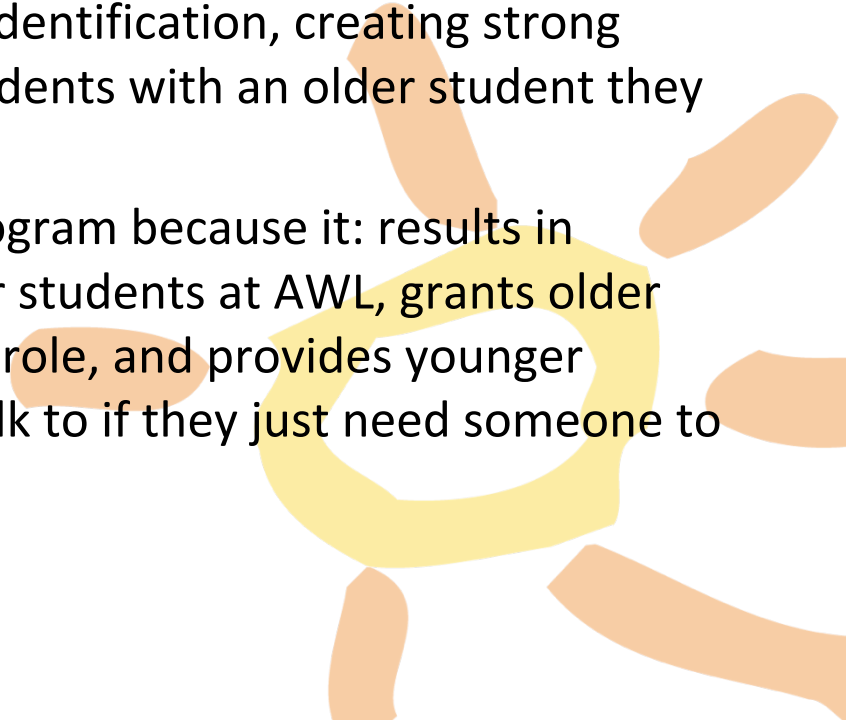 dentification, creating strong
dents with an older student they
ogram because it: results in
r students at AWL, grants older
role, and provides younger
lk to if they just need someone to